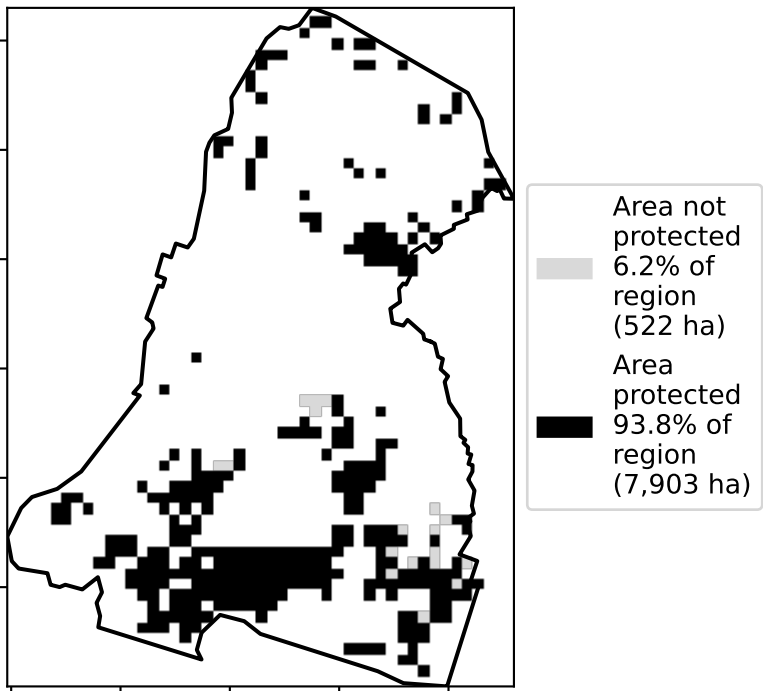 Area not
protected
6.2% of
region
(522 ha)
Area
protected
93.8% of
region
(7,903 ha)